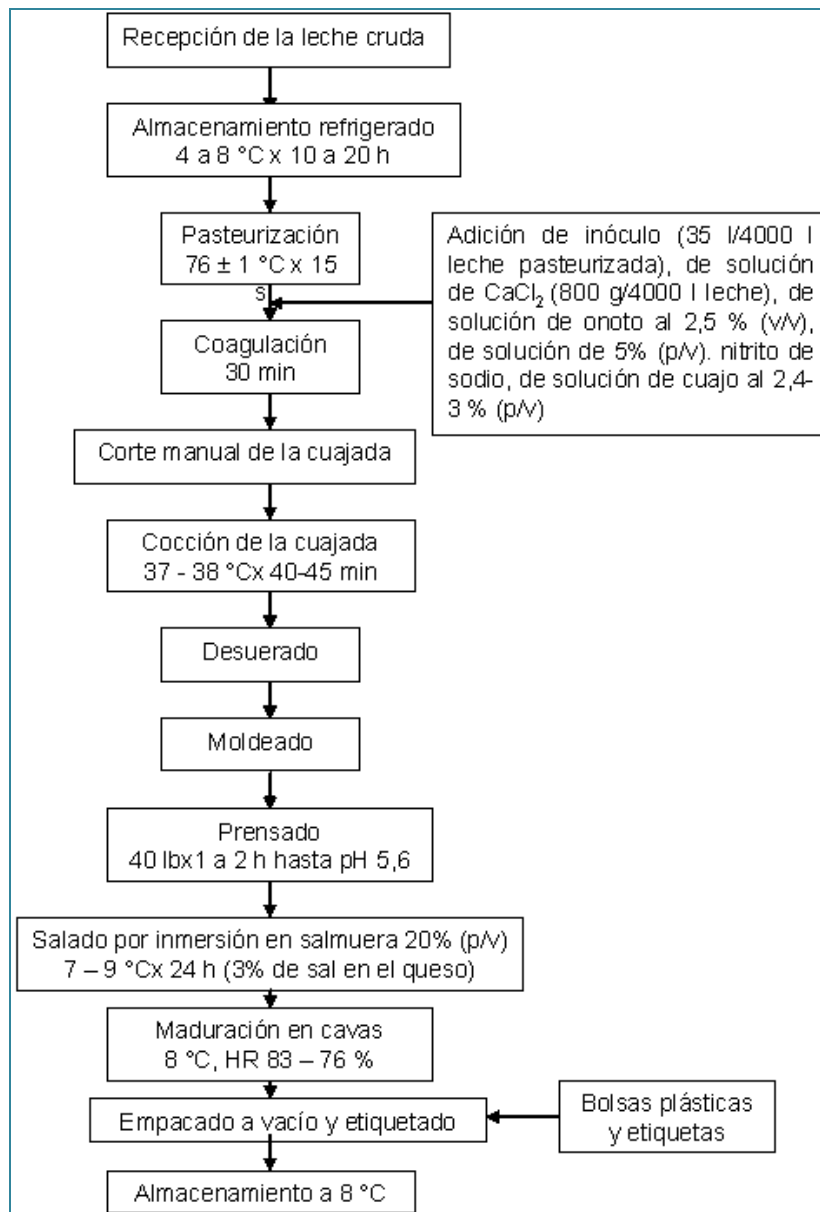 Recepción de la leche cruda
Almacenamiento refrigerado
4 a 8 °C x 10 a 20 h
Pasteurización
76 ± 1 °C x 15
s
Adición de inóculo (35 l/4000 l
leche pasteurizada), de solución
de CaCl₂ (800 g/4000 l leche), de
solución de onoto al 2,5 % (v/v),
de solución de 5% (p/v). nitrito de
sodio, de solución de cuajo al 2,4-
3 % (p/v)
Coagulación
30 min
Corte manual de la cuajada
Cocción de la cuajada
37 - 38 °Cx 40-45 min
Desuerado
Moldeado
Prensado
40 lbx1 a 2 h hasta pH 5,6
Salado por inmersión en salmuera 20% (p/v)
7 – 9 °Cx 24 h (3% de sal en el queso)
Maduración en cavas
8 °C, HR 83 – 76 %
Empacado a vacío y etiquetado
Bolsas plásticas
y etiquetas
Almacenamiento a 8 °C